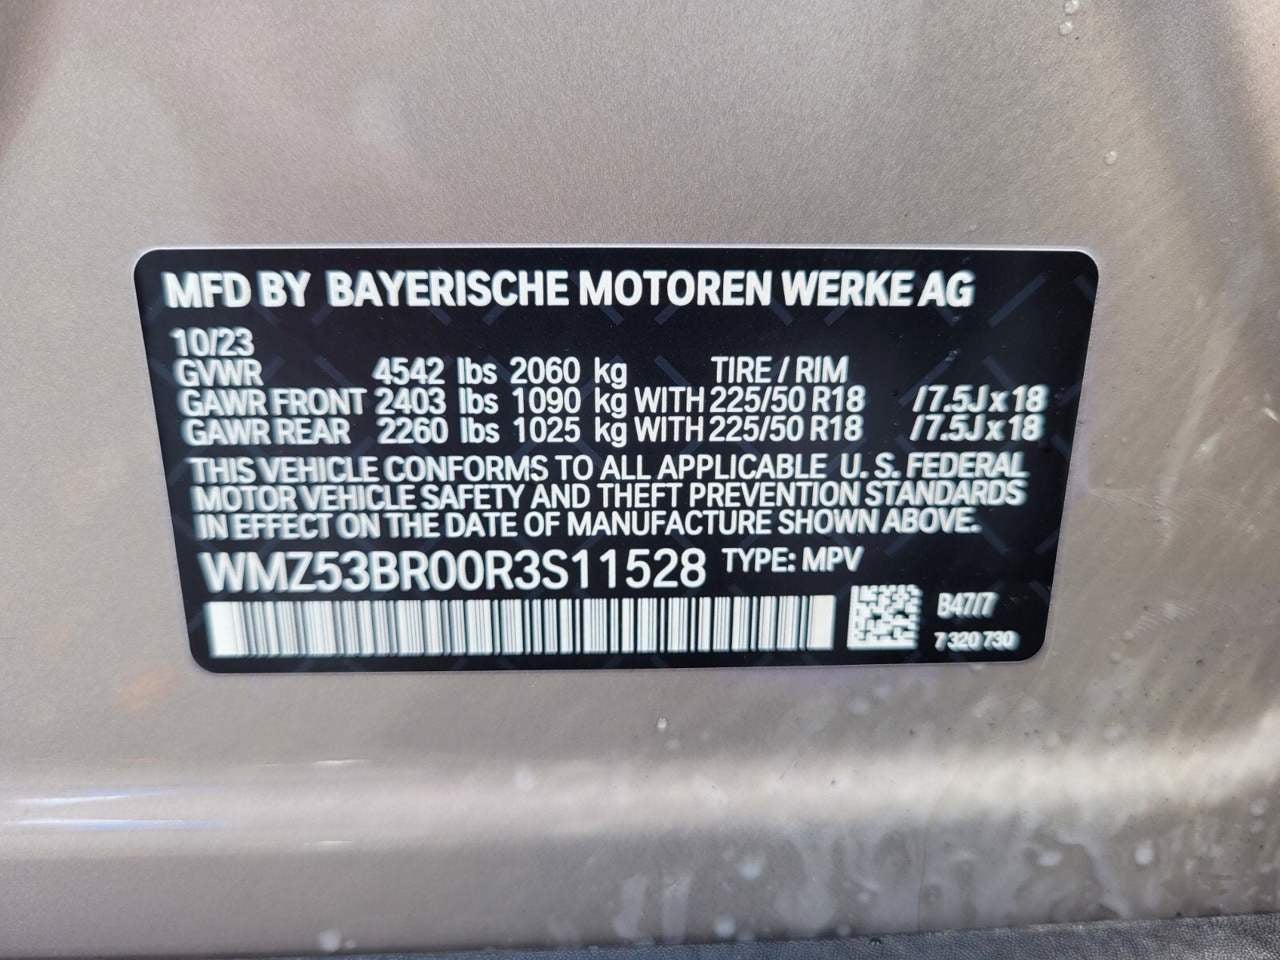 MFD BY BAYERISCHE MOTOREN WERKE AG
10/23
GVWR 4542 lbs 2060 kg TIRE / RIM
GAWR FRONT 2403 lbs 1090 kg WITH 225/50 R18 /7.5J x 18
GAWR REAR 2260 lbs 1025 kg WITH 225/50 R18 /7.5J x 18
THIS VEHICLE CONFORMS TO ALL APPLICABLE U. S. FEDERAL
MOTOR VEHICLE SAFETY AND THEFT PREVENTION STANDARDS
IN EFFECT ON THE DATE OF MANUFACTURE SHOWN ABOVE.
WMZ53BR00R3S11528 TYPE: MPV
B47/7
7 320 730